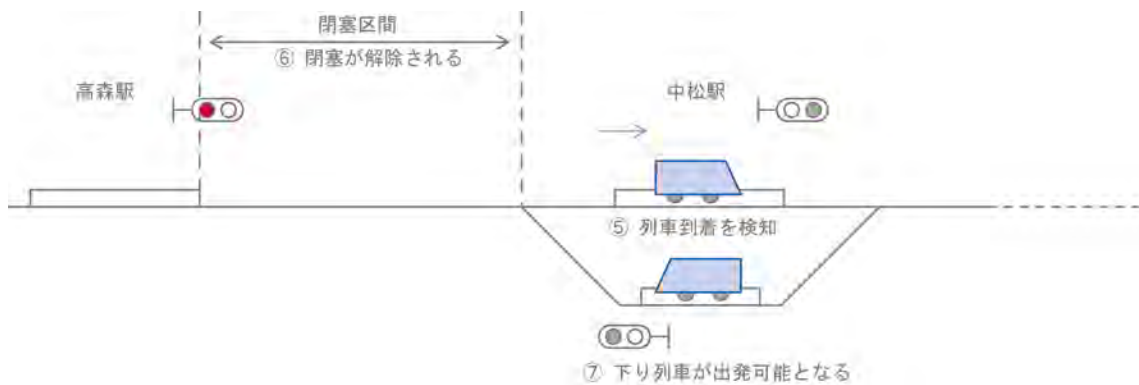 閉塞区間
⑥ 閉塞が解除される
高森駅
中松駅
⑤ 列車到着を検知
⑦ 下り列車が出発可能となる